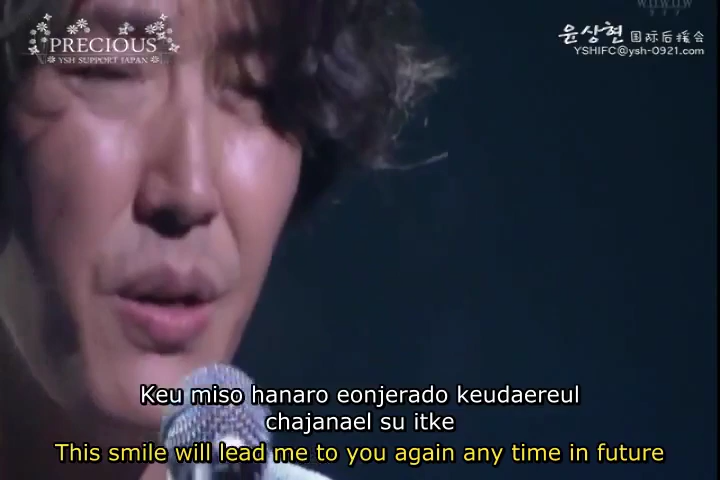 PRECIOUS
YSH SUPPORT JAPAN
WOWOW
윤상현 国际后援会
YSHIFC@ysh-0921.com
Keu miso hanaro eonjerado keudaereul
chajanael su itke
This smile will lead me to you again any time in future